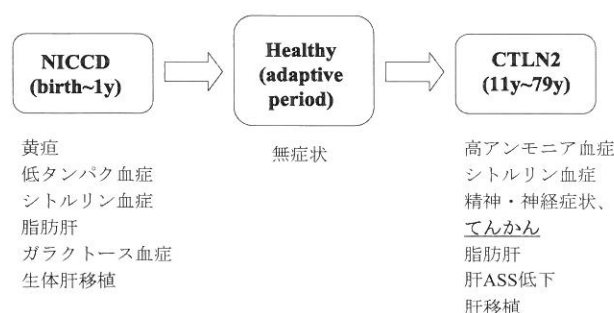 NICCD
(birth~1y)
Healthy
(adaptive
period)
CTLN2
(11y~79y)
黄疸
低タンパク血症
シトルリン血症
脂肪肝
ガラクトース血症
生体肝移植
無症状
高アンモニア血症
シトルリン血症
精神・神経症状、
てんかん
脂肪肝
肝ASS低下
肝移植